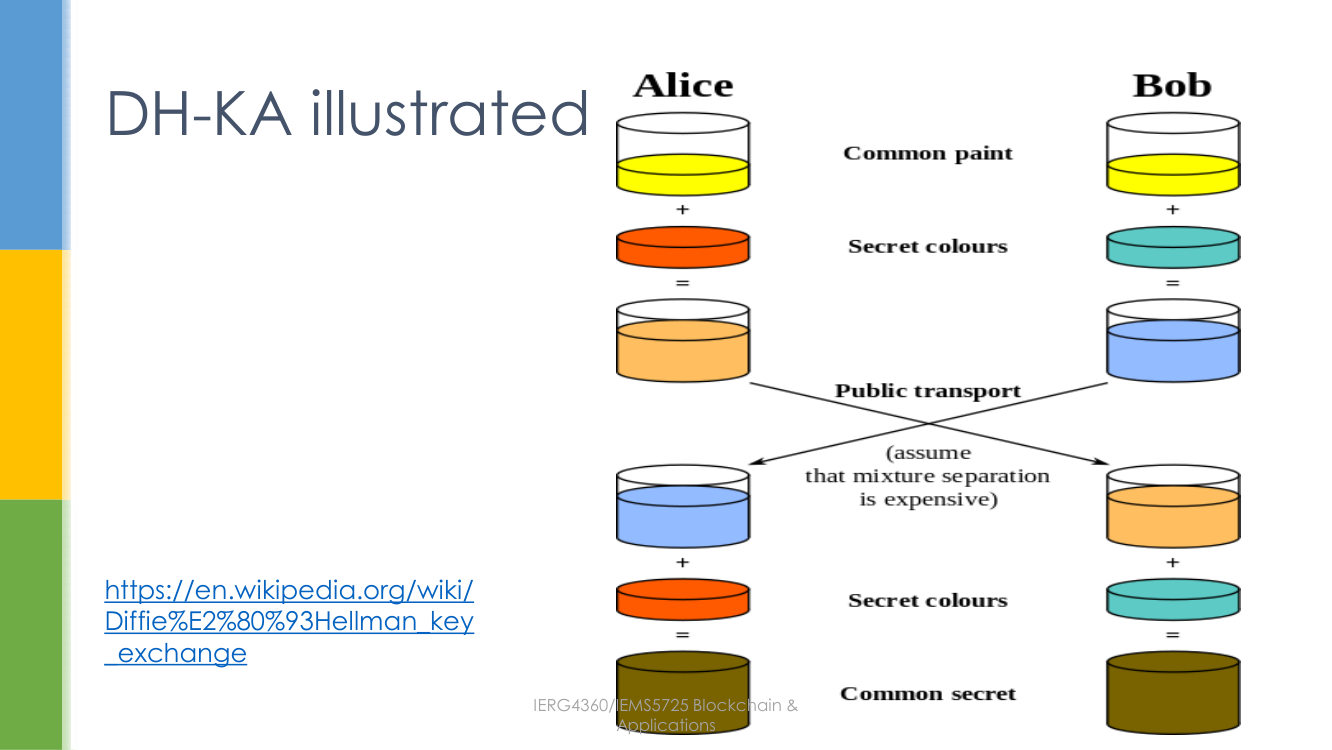 DH-KA illustrated
Alice
Bob
Common paint
+
+
Secret colours
=
=
Public transport
(assume
that mixture separation
is expensive)
+
+
Secret colours
=
=
Common secret
https://en.wikipedia.org/wiki/
Diffie%E2%80%93Hellman_key
_exchange
IERG4360/IEMS5725 Blockchain &
Applications